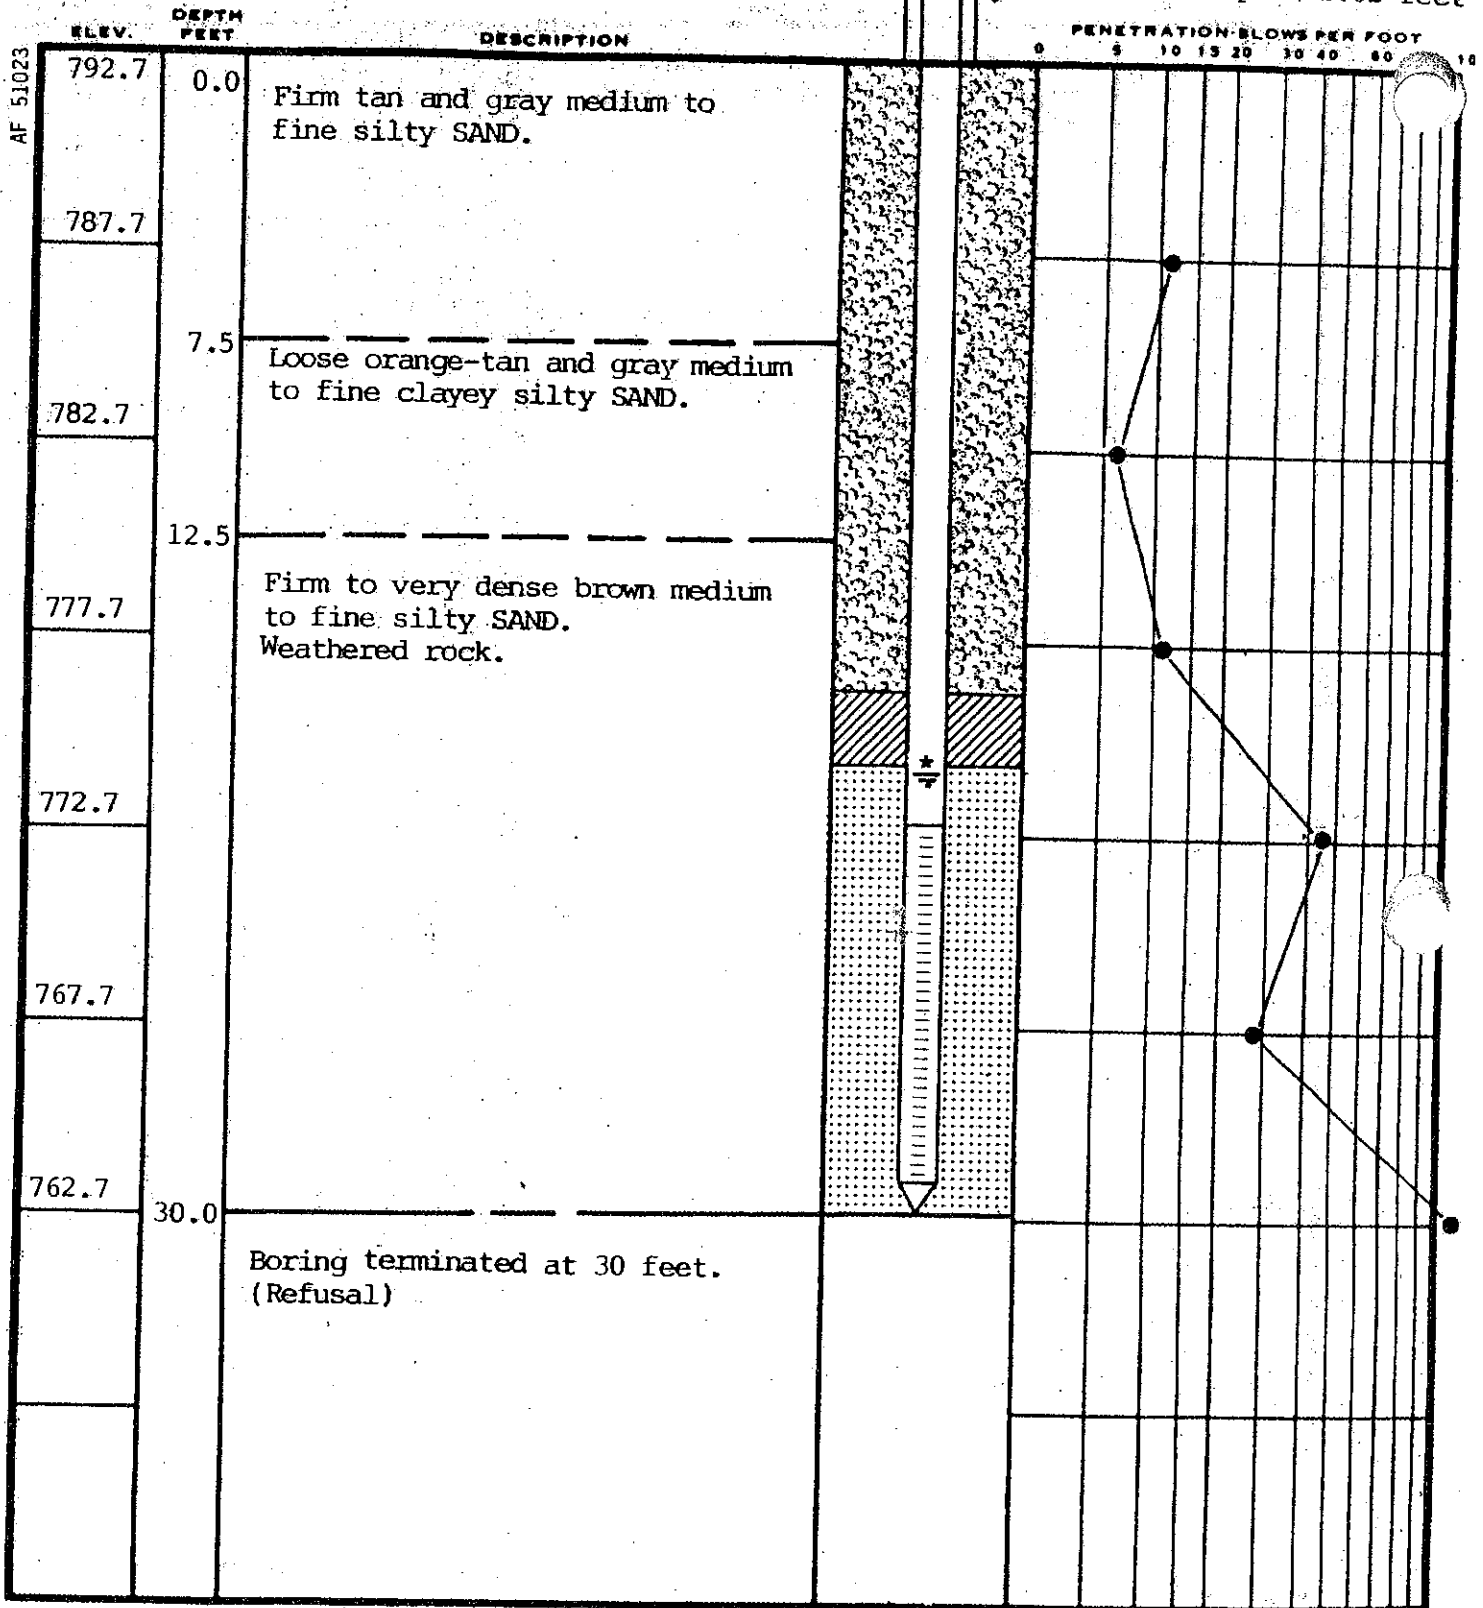 feet
DEPTH
ELEV. FEET DESCRIPTION PENETRATION-BLOWS PER FOOT
0 5 10 15 20 30 40 60
AF 51023
792.7 0.0
Firm tan and gray medium to
fine silty SAND.
787.7
7.5
Loose orange-tan and gray medium
to fine clayey silty SAND.
782.7
12.5
Firm to very dense brown medium
to fine silty SAND.
Weathered rock.
777.7
*
772.7
767.7
762.7
30.0
Boring terminated at 30 feet.
(Refusal)